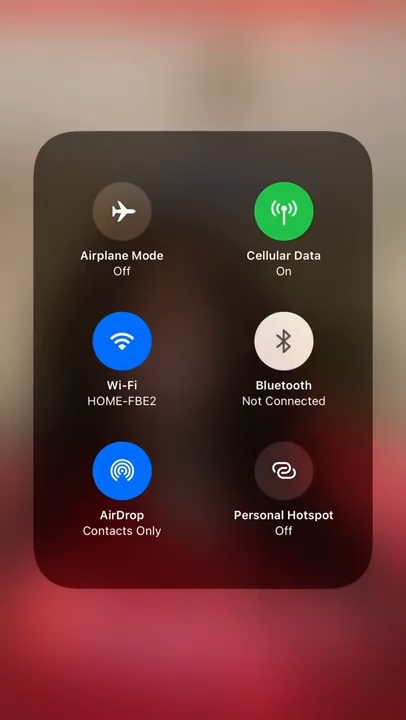 Airplane Mode
Off
Cellular Data
On
Wi-Fi
HOME-FBE2
Bluetooth
Not Connected
AirDrop
Contacts Only
Personal Hotspot
Off